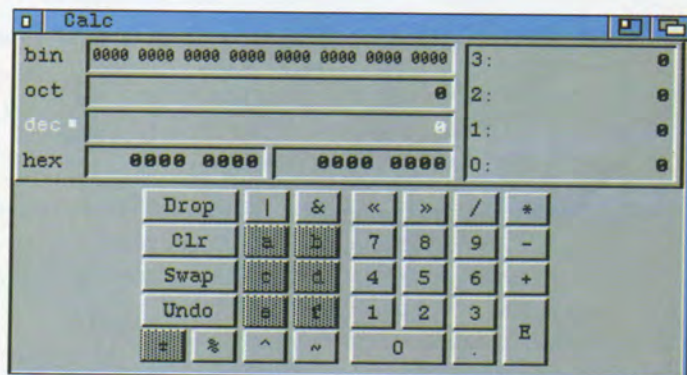 Calc
bin 0000 0000 0000 0000 0000 0000 0000 0000 3: 0
oct 0 2: 0
dec 0 1: 0
hex 0000 0000 0000 0000 0: 0
Drop | & « » / *
Clr a b 7 8 9 -
Swap c d 4 5 6 +
Undo e f 1 2 3 E
± % ^ ~ 0 .